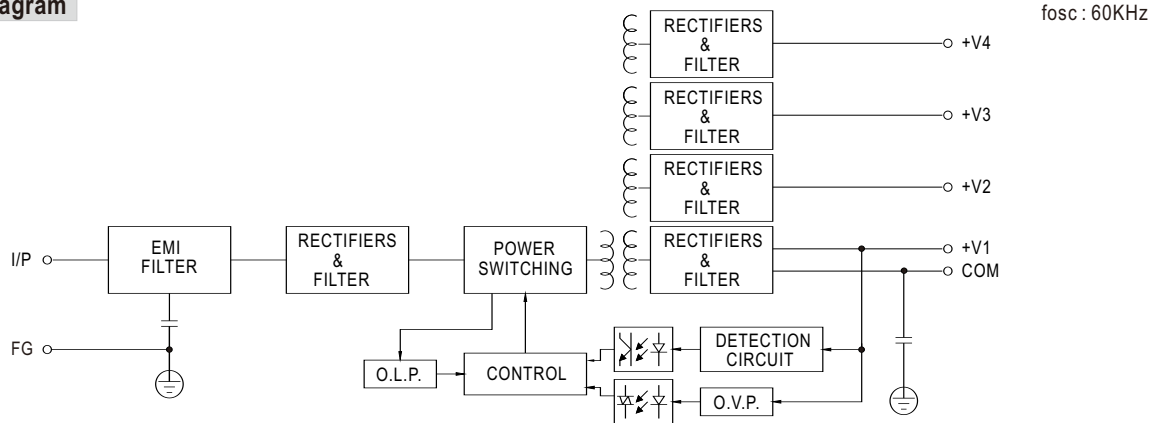 agram
fosc : 60KHz
RECTIFIERS
&
FILTER
+V4
RECTIFIERS
&
FILTER
+V3
RECTIFIERS
&
FILTER
+V2
I/P
EMI
FILTER
RECTIFIERS
&
FILTER
POWER
SWITCHING
RECTIFIERS
&
FILTER
+V1
COM
FG
O.L.P.
CONTROL
DETECTION
CIRCUIT
O.V.P.